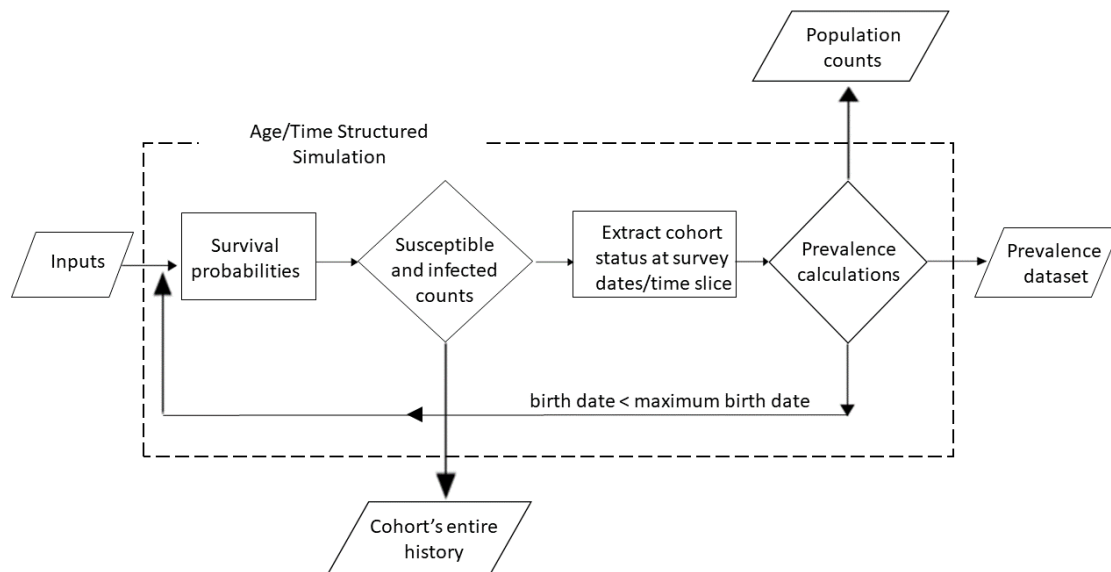 Population
counts
Age/Time Structured
Simulation
Inputs
Survival
probabilities
Susceptible
and infected
counts
Extract cohort
status at survey
dates/time slice
Prevalence
calculations
Prevalence
dataset
birth date < maximum birth date
Cohort's entire
history